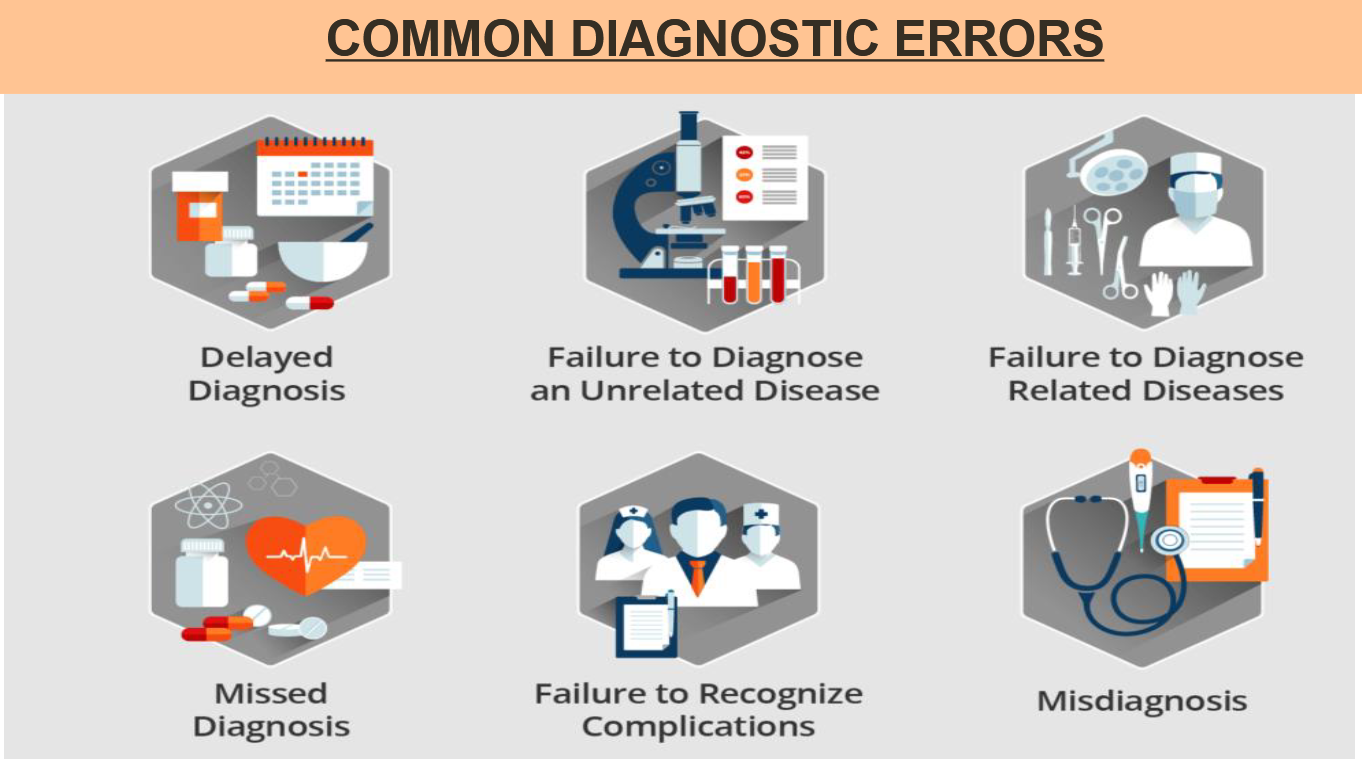 COMMON DIAGNOSTIC ERRORS
Delayed
Diagnosis
Failure to Diagnose
an Unrelated Disease
Failure to Diagnose
Related Diseases
Missed
Diagnosis
Failure to Recognize
Complications
Misdiagnosis